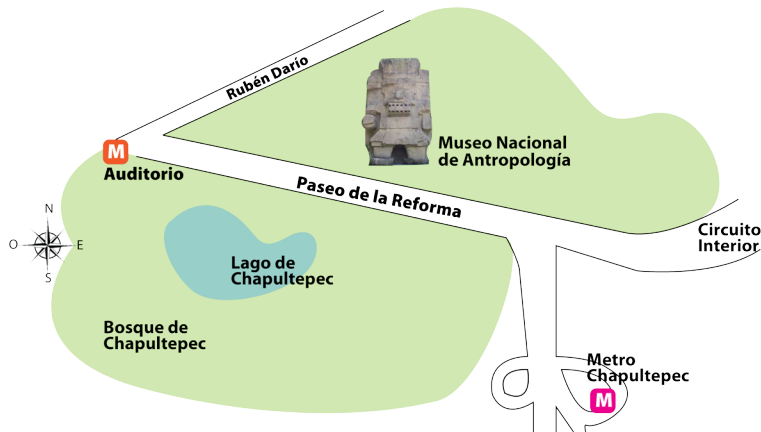 Rubén Darío
M
Auditorio
Museo Nacional
de Antropología
Paseo de la Reforma
N
O
E
S
Circuito
Interior
Lago de
Chapultepec
Bosque de
Chapultepec
Metro
Chapultepec
M